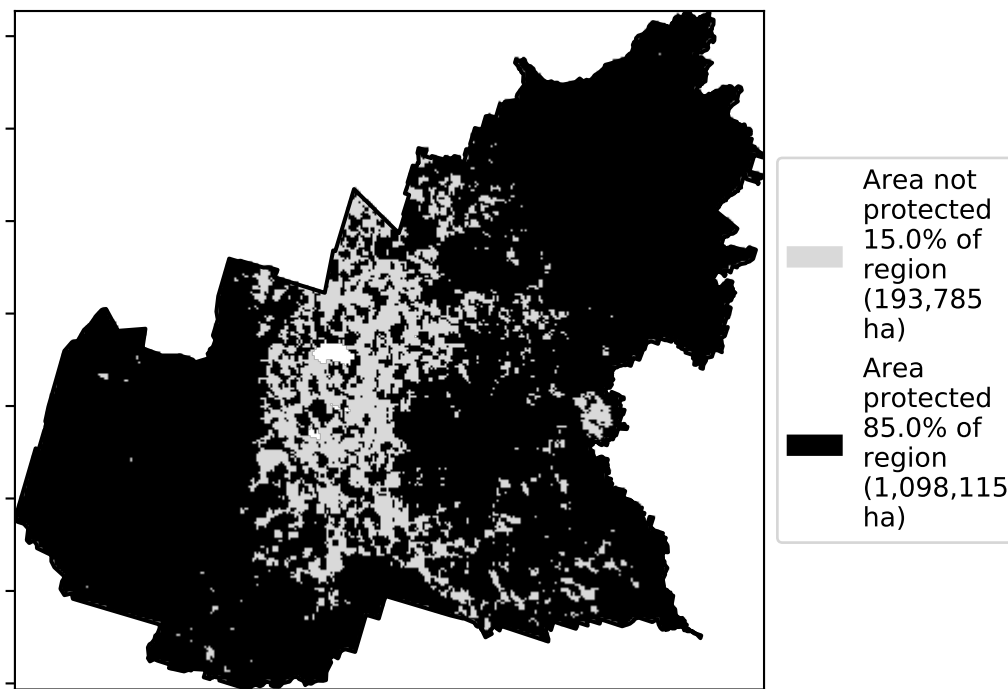 Area not
protected
15.0% of
region
(193,785
ha)
Area
protected
85.0% of
region
(1,098,115
ha)